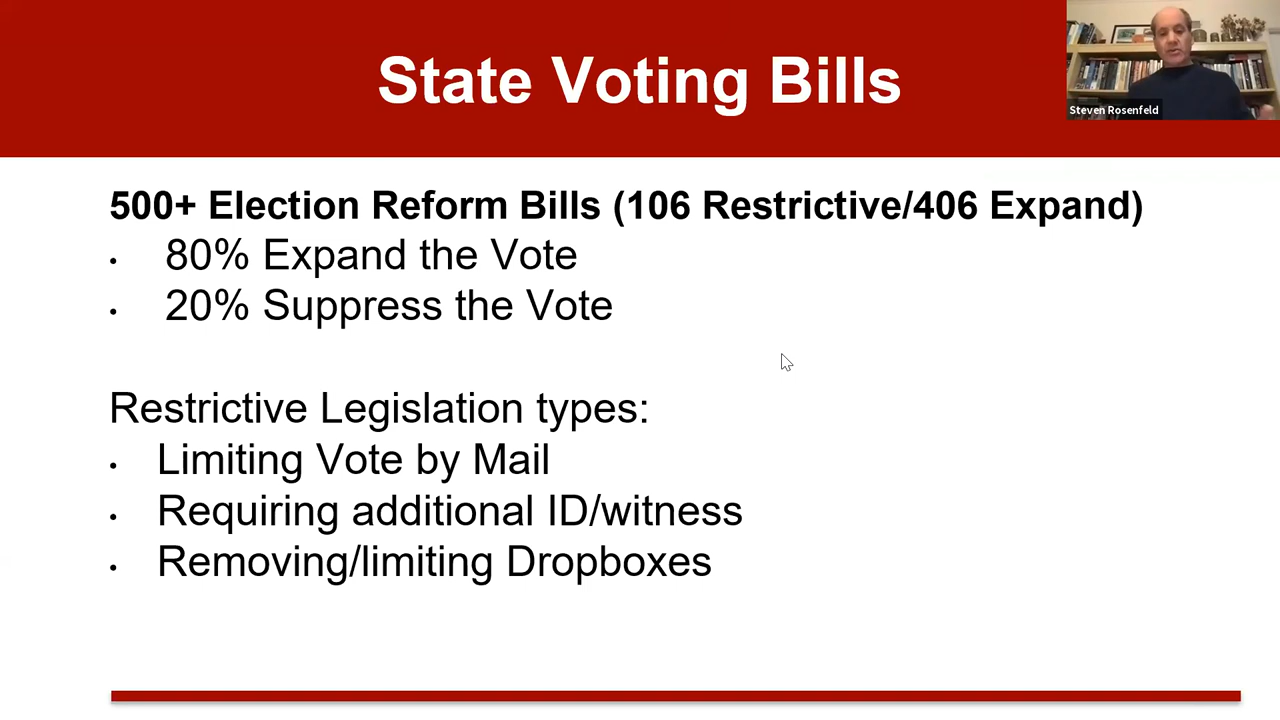 State Voting Bills
Steven Rosenfeld
500+ Election Reform Bills (106 Restrictive/406 Expand)
• 80% Expand the Vote
• 20% Suppress the Vote
Restrictive Legislation types:
• Limiting Vote by Mail
• Requiring additional ID/witness
• Removing/limiting Dropboxes